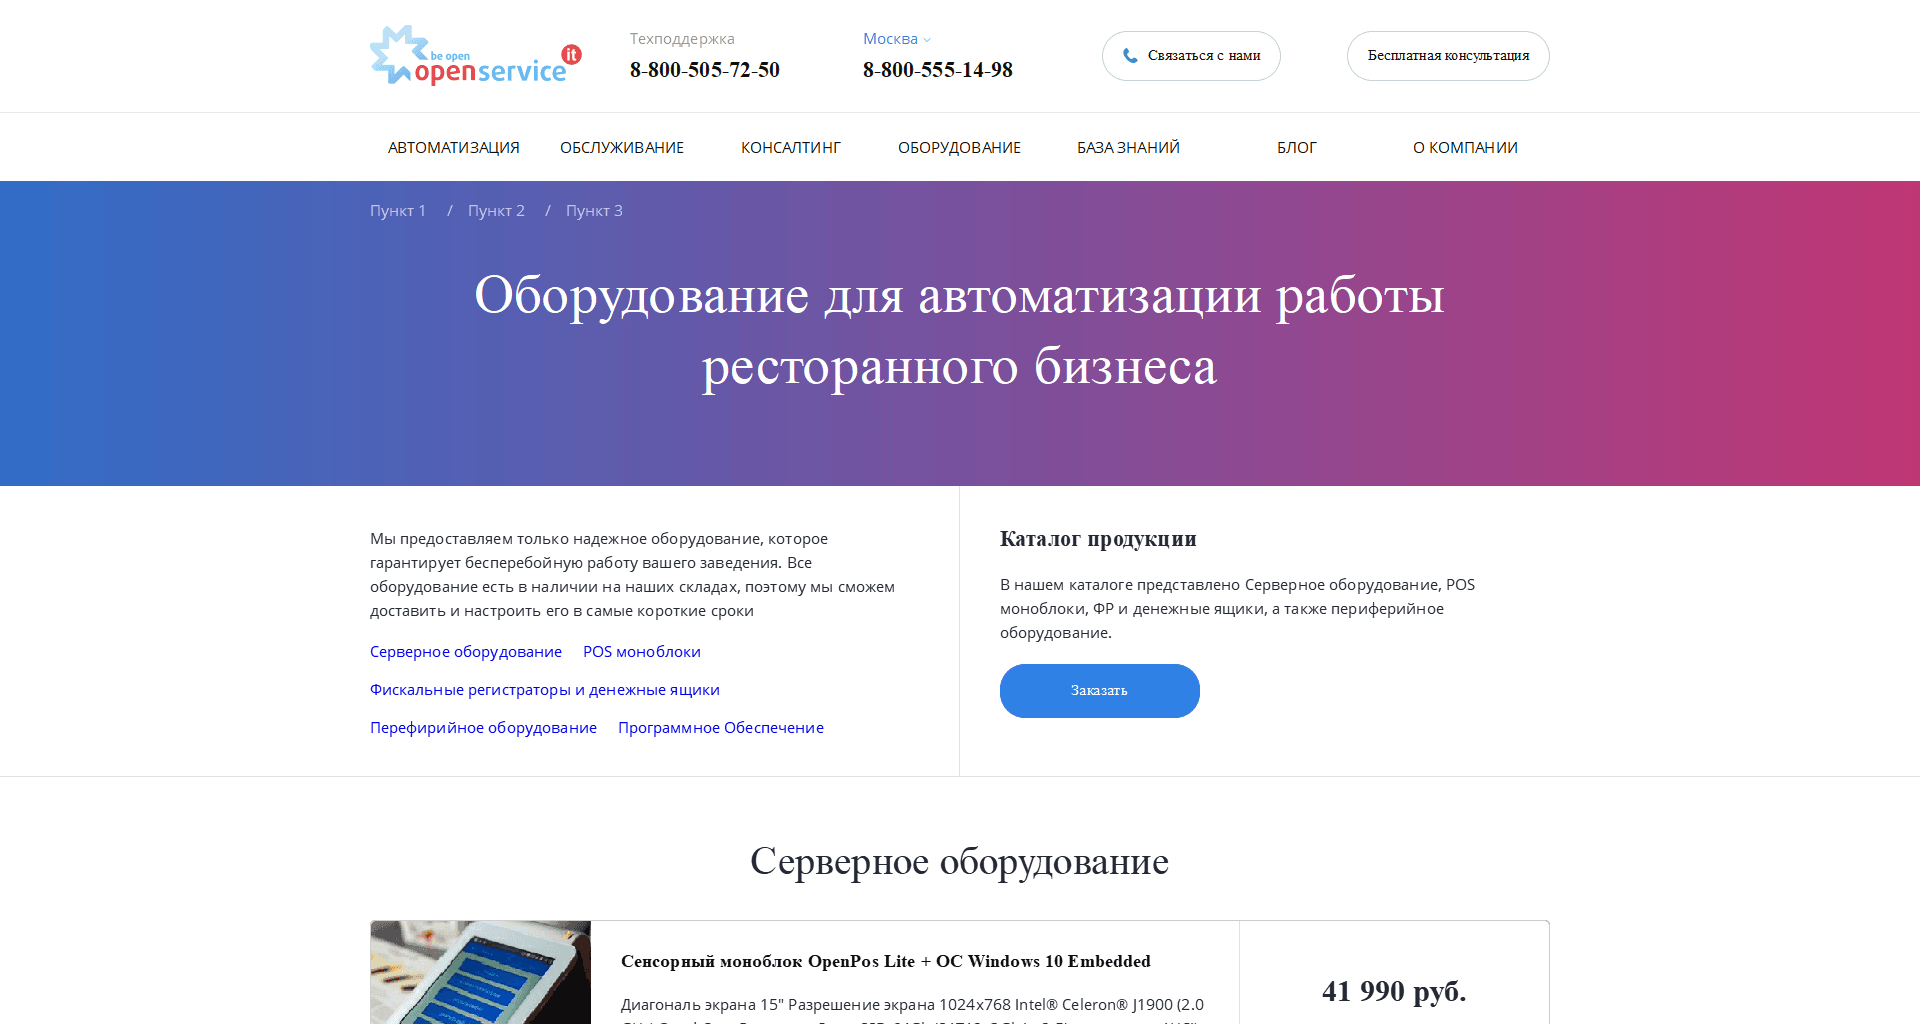 be open
openservice
it
Техподдержка
8-800-505-72-50
Москва
8-800-555-14-98
Связаться с нами
Бесплатная консультация
АВТОМАТИЗАЦИЯ ОБСЛУЖИВАНИЕ КОНСАЛТИНГ ОБОРУДОВАНИЕ БАЗА ЗНАНИЙ БЛОГ О КОМПАНИИ
Пункт 1 / Пункт 2 / Пункт 3
Оборудование для автоматизации работы
ресторанного бизнеса
Мы предоставляем только надежное оборудование, которое
гарантирует бесперебойную работу вашего заведения. Все
оборудование есть в наличии на наших складах, поэтому мы сможем
доставить и настроить его в самые короткие сроки
Серверное оборудование POS моноблоки
Фискальные регистраторы и денежные ящики
Перефирийное оборудование Программное Обеспечение
Каталог продукции
В нашем каталоге представлено Серверное оборудование, POS
моноблоки, ФР и денежные ящики, а также периферийное
оборудование.
Заказать
Серверное оборудование
Сенсорный моноблок OpenPos Lite + ОС Windows 10 Embedded
Диагональ экрана 15" Разрешение экрана 1024x768 Intel® Celeron® J1900 (2.0
41 990 руб.